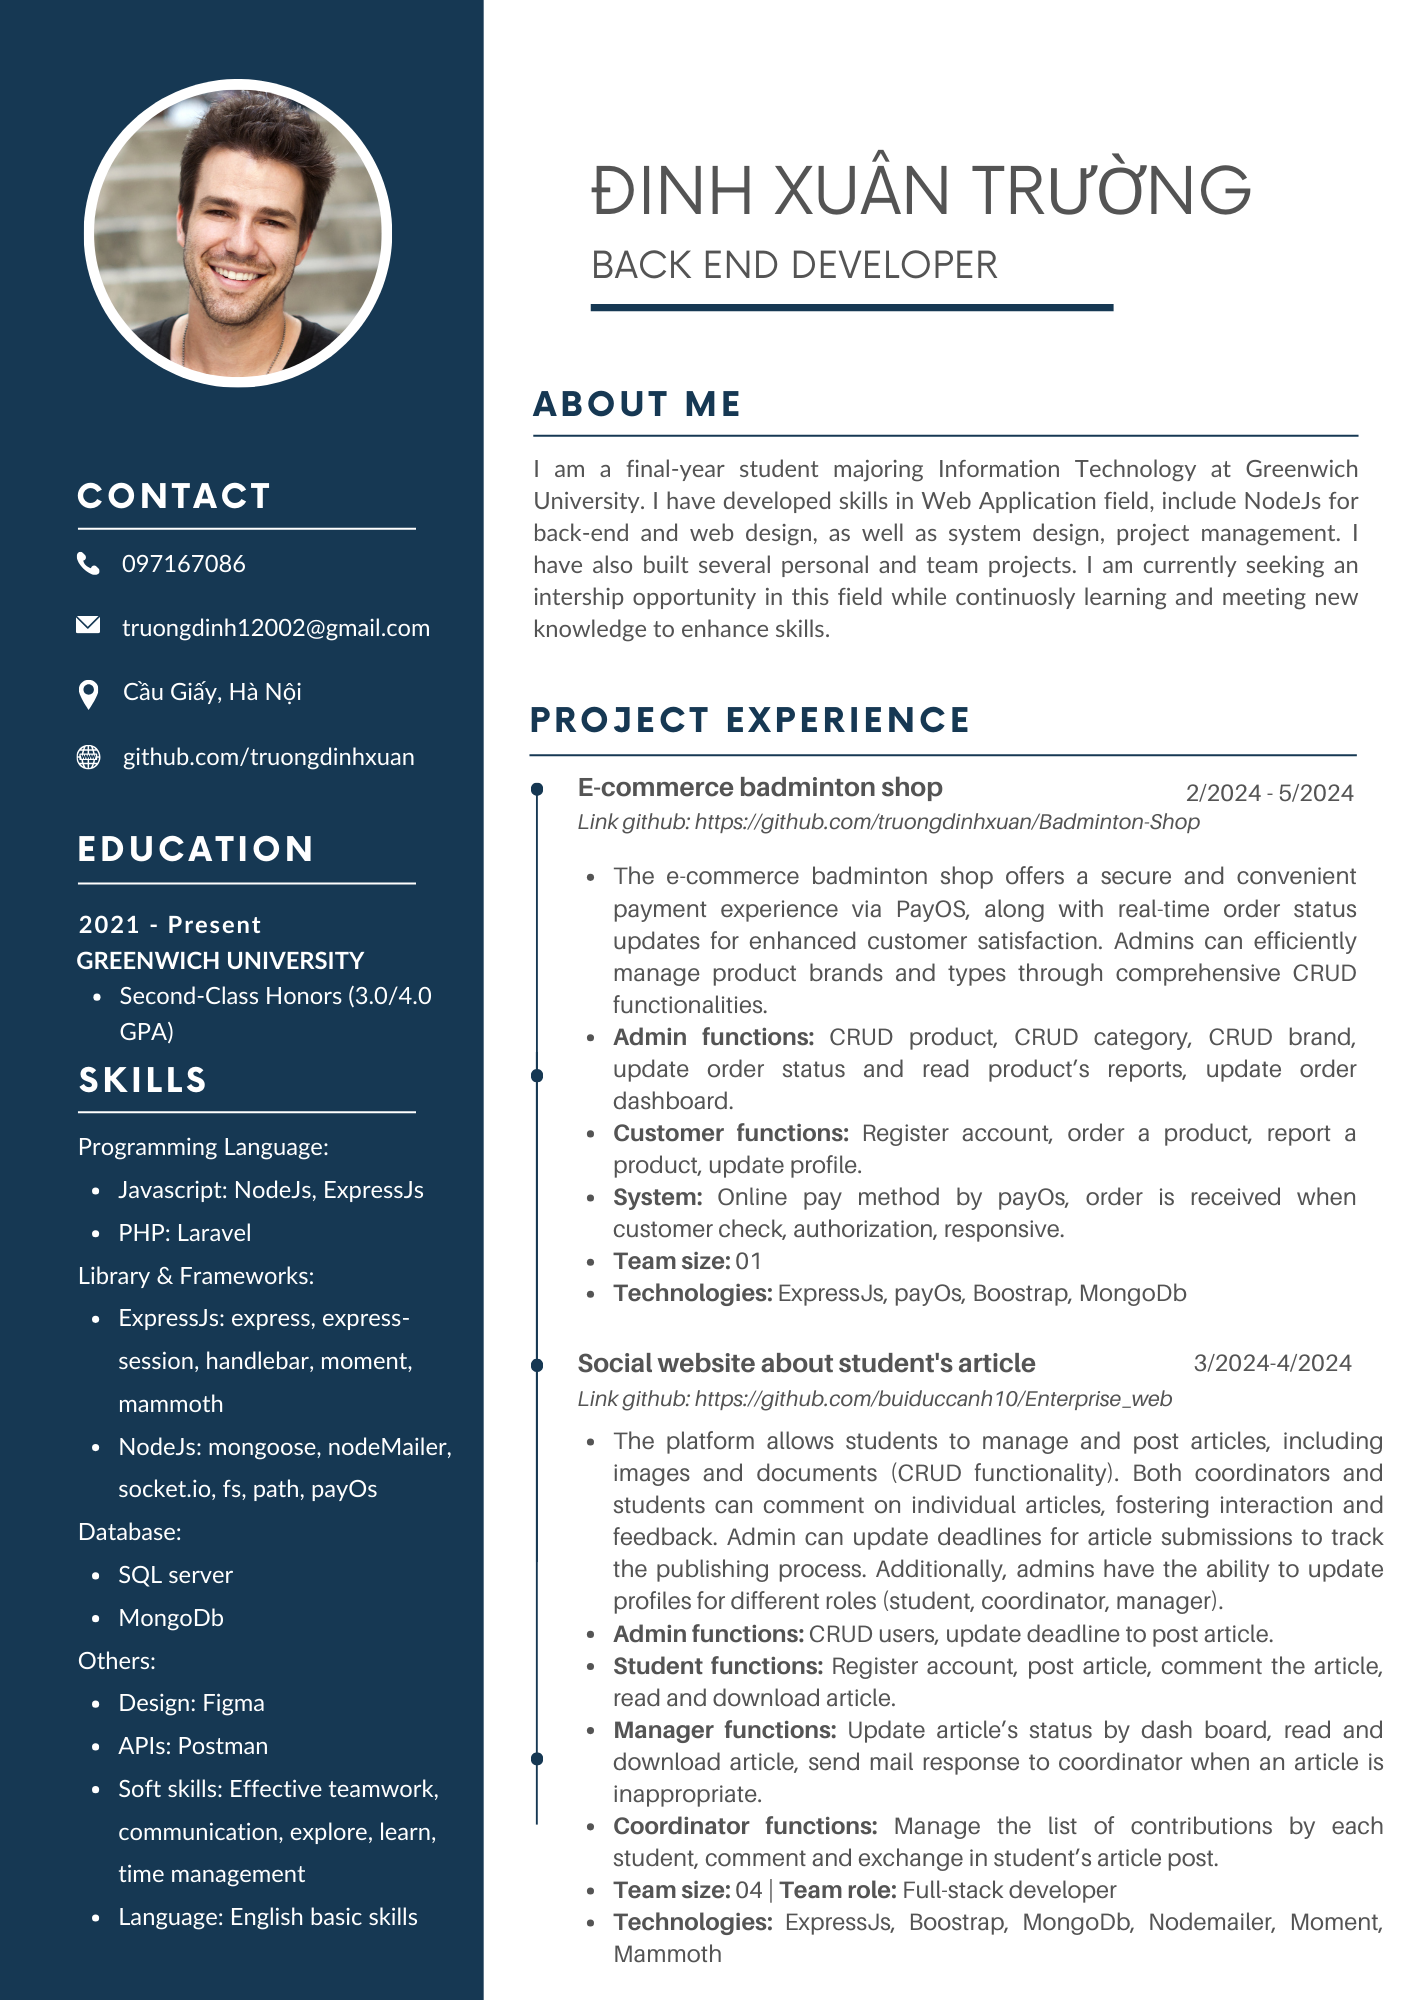 CONTACT
097167086
truongdinh12002@gmail.com
Cầu Giấy, Hà Nội
github.com/truongdinhxuan
EDUCATION
2021 - Present
GREENWICH UNIVERSITY
• Second-Class Honors (3.0/4.0
GPA)
SKILLS
Programming Language:
• Javascript: NodeJs, ExpressJs
• PHP: Laravel
Library & Frameworks:
• ExpressJs: express, express-
session, handlebar, moment,
mammoth
• NodeJs: mongoose, nodeMailer,
socket.io, fs, path, payOs
Database:
• SQL server
• MongoDb
Others:
• Design: Figma
• APIs: Postman
• Soft skills: Effective teamwork,
communication, explore, learn,
time management
• Language: English basic skills
ĐINH XUÂN TRƯỜNG
BACK END DEVELOPER
ABOUT ME
I am a final-year student majoring Information Technology at Greenwich
University. I have developed skills in Web Application field, include NodeJs for
back-end and web design, as well as system design, project management. I
have also built several personal and team projects. I am currently seeking an
intership opportunity in this field while continuosly learning and meeting new
knowledge to enhance skills.
PROJECT EXPERIENCE
E-commerce badminton shop 2/2024 - 5/2024
Link github: https://github.com/truongdinhxuan/Badminton-Shop
• The e-commerce badminton shop offers a secure and convenient
payment experience via PayOS, along with real-time order status
updates for enhanced customer satisfaction. Admins can efficiently
manage product brands and types through comprehensive CRUD
functionalities.
• Admin functions: CRUD product, CRUD category, CRUD brand,
update order status and read product’s reports, update order
dashboard.
• Customer functions: Register account, order a product, report a
product, update profile.
• System: Online pay method by payOs, order is received when
customer check, authorization, responsive.
• Team size: 01
• Technologies: ExpressJs, payOs, Boostrap, MongoDb
Social website about student's article 3/2024-4/2024
Link github: https://github.com/buiduccanh10/Enterprise_web
• The platform allows students to manage and post articles, including
images and documents (CRUD functionality). Both coordinators and
students can comment on individual articles, fostering interaction and
feedback. Admin can update deadlines for article submissions to track
the publishing process. Additionally, admins have the ability to update
profiles for different roles (student, coordinator, manager).
• Admin functions: CRUD users, update deadline to post article.
• Student functions: Register account, post article, comment the article,
read and download article.
• Manager functions: Update article’s status by dash board, read and
download article, send mail response to coordinator when an article is
inappropriate.
• Coordinator functions: Manage the list of contributions by each
student, comment and exchange in student’s article post.
• Team size: 04 | Team role: Full-stack developer
• Technologies: ExpressJs, Boostrap, MongoDb, Nodemailer, Moment,
Mammoth